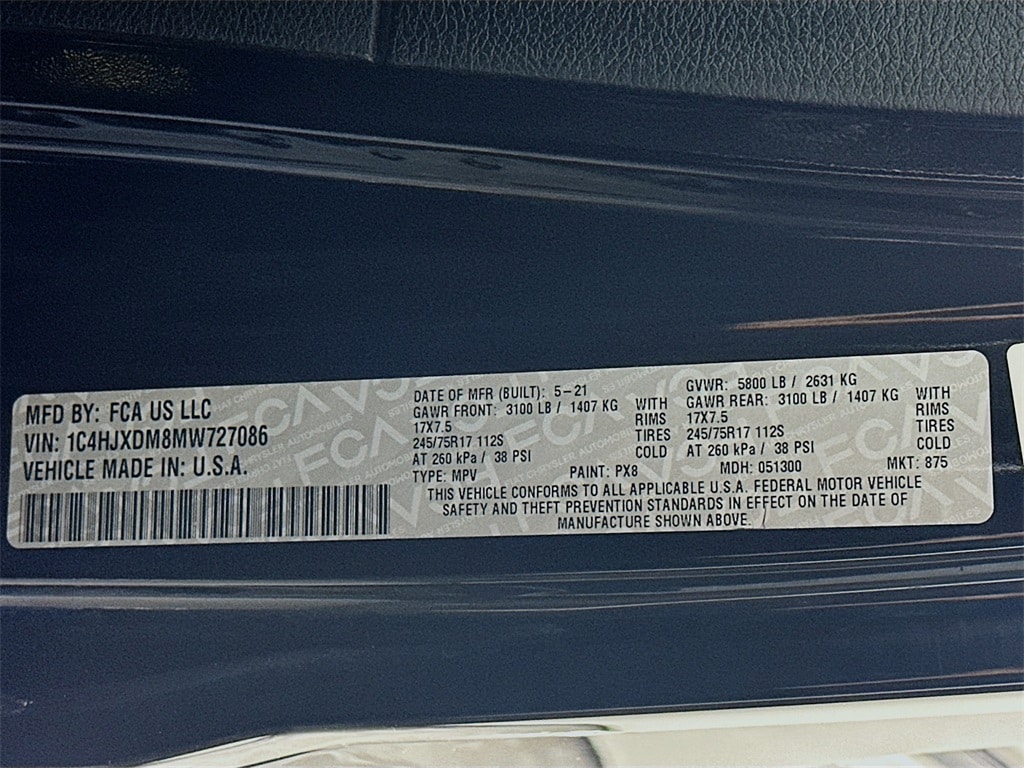 MFD BY: FCA US LLC
VIN: 1C4HJXDM8MW727086
VEHICLE MADE IN: U.S.A.
DATE OF MFR (BUILT): 5-21
GAWR FRONT: 3100 LB / 1407 KG WITH
17X7.5 RIMS
245/75R17 112S TIRES
AT 260 kPa / 38 PSI COLD
GVWR: 5800 LB / 2631 KG
GAWR REAR: 3100 LB / 1407 KG WITH
17X7.5 RIMS
245/75R17 112S TIRES
AT 260 kPa / 38 PSI COLD
TYPE: MPV PAINT: PX8 MDH: 051300 MKT: 875
THIS VEHICLE CONFORMS TO ALL APPLICABLE U.S.A. FEDERAL MOTOR VEHICLE
SAFETY AND THEFT PREVENTION STANDARDS IN EFFECT ON THE DATE OF
MANUFACTURE SHOWN ABOVE.